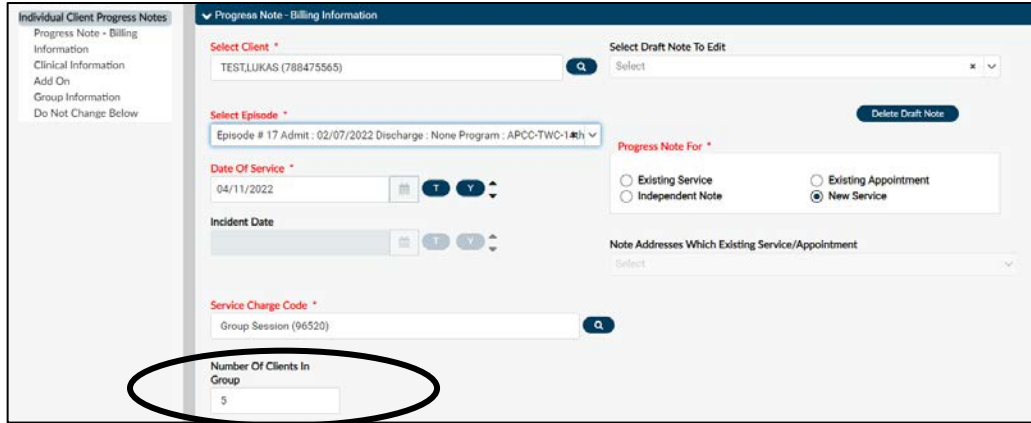 Individual Client Progress Notes
Progress Note - Billing
Information
Clinical Information
Add On
Group Information
Do Not Change Below
Progress Note - Billing Information
Select Client *
TEST,LUKAS (788475565)
Select Episode *
Episode # 17 Admit : 02/07/2022 Discharge : None Program : APCC-TWC-14th
Date Of Service *
04/11/2022 T Y
Incident Date
T Y
Service Charge Code *
Group Session (96520)
Number Of Clients In
Group
5
Select Draft Note To Edit
Select
Delete Draft Note
Progress Note For *
Existing Service Existing Appointment
Independent Note New Service
Note Addresses Which Existing Service/Appointment
Select